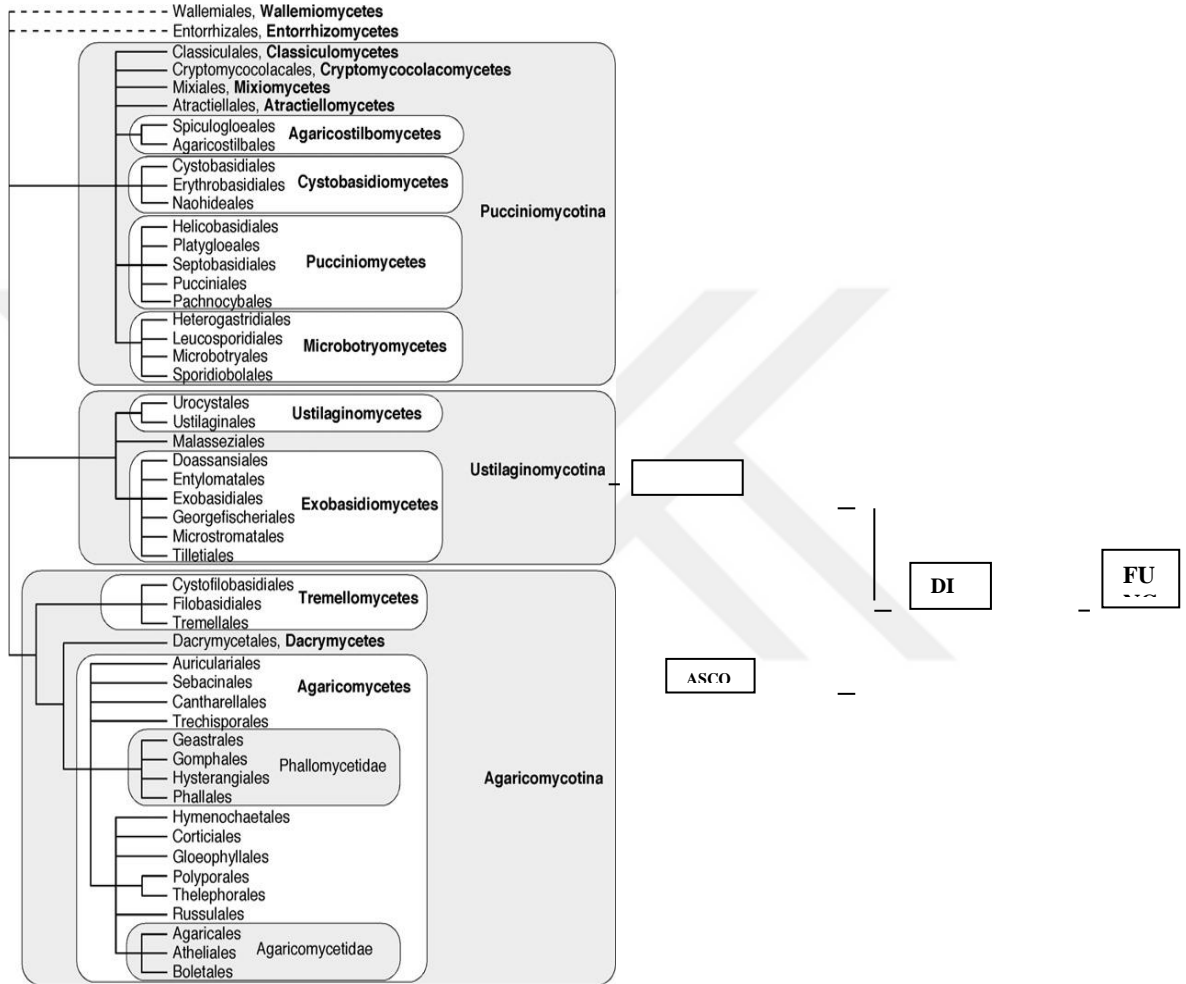 Wallemiales, Wallemiomycetes
Entorrhizales, Entorrhizomycetes
Classiculales, Classiculomycetes
Cryptomycocolacales, Cryptomycocolacomycetes
Mixiales, Mixiomycetes
Atractiellales, Atractiellomycetes
Spiculogloeales
Agaricostilbales
Agaricostilbomycetes
Cystobasidiales
Erythrobasidiales
Naohideales
Cystobasidiomycetes
Pucciniomycotina
Helicobasidiales
Platygloeales
Septobasidiales
Pucciniales
Pachnocybales
Pucciniomycetes
Heterogastridiales
Leucosporidiales
Microbotryales
Sporidiobolales
Microbotryomycetes
Urocystales
Ustilaginales
Ustilaginomycetes
Malasseziales
Ustilaginomycotina
Doassansiales
Entylomatales
Exobasidiales
Georgefischeriales
Microstromatales
Tilletiales
Exobasidiomycetes
Cystofilobasidiales
Filobasidiales
Tremellales
Tremellomycetes
Dacrymycetales, Dacrymycetes
Auriculariales
Sebacinales
Cantharellales
Trechisporales
Agaricomycetes
Geastrales
Gomphales
Hysterangiales
Phallales
Phallomycetidae
Agaricomycotina
Hymenochaetales
Corticiales
Gloeophyllales
Polyporales
Thelephorales
Russulales
Agaricales
Atheliales
Boletales
Agaricomycetidae
ASCO
DI
FU